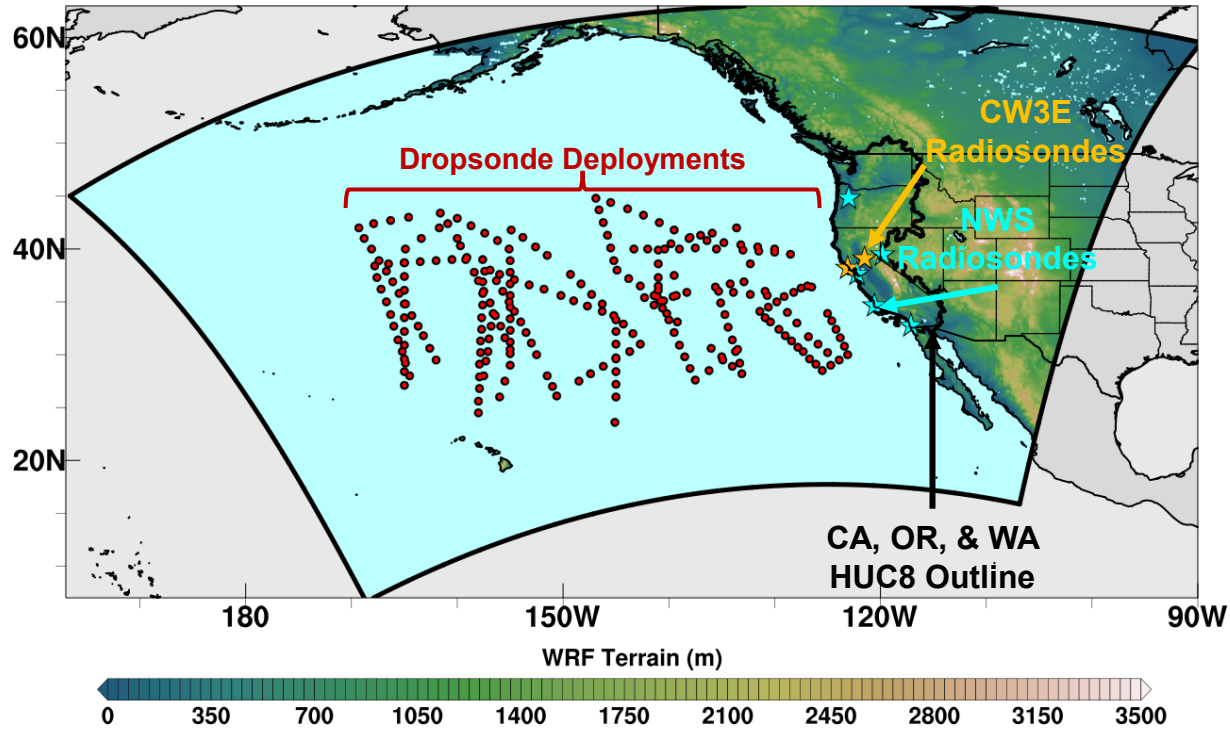 60N
40N
20N
CW3E
Radiosondes
Dropsonde Deployments
NWS
Radiosondes
CA, OR, & WA
HUC8 Outline
180
150W
120W
90W
WRF Terrain (m)
0
350
700
1050
1400
1750
2100
2450
2800
3150
3500